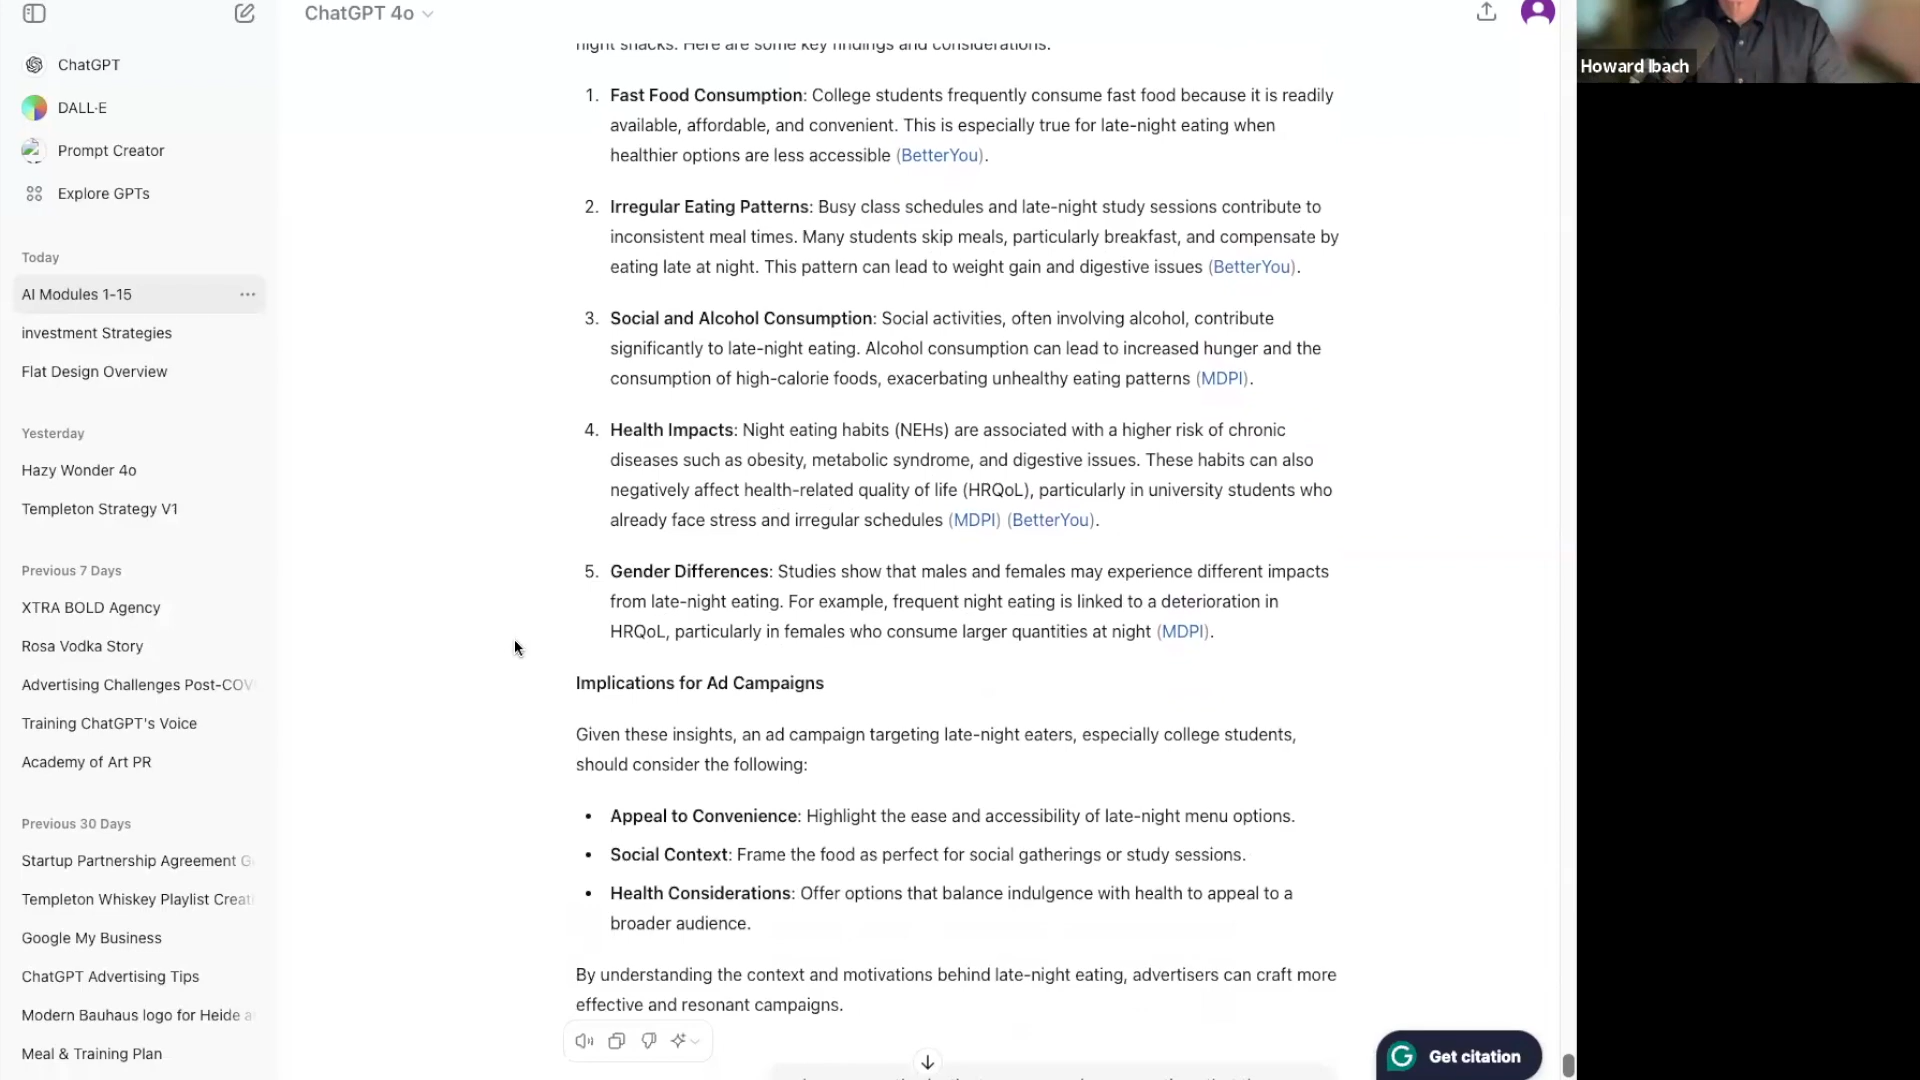 ChatGPT 4o
ChatGPT
DALL·E
Prompt Creator
Explore GPTs
Today
AI Modules 1-15
investment Strategies
Flat Design Overview
Yesterday
Hazy Wonder 4o
Templeton Strategy V1
Previous 7 Days
XTRA BOLD Agency
Rosa Vodka Story
Advertising Challenges Post-COV
Training ChatGPT's Voice
Academy of Art PR
Previous 30 Days
Startup Partnership Agreement G
Templeton Whiskey Playlist Creati
Google My Business
ChatGPT Advertising Tips
Modern Bauhaus logo for Heide a
Meal & Training Plan
night snacks. Here are some key findings and considerations:
1. Fast Food Consumption: College students frequently consume fast food because it is readily
available, affordable, and convenient. This is especially true for late-night eating when
healthier options are less accessible (BetterYou).
2. Irregular Eating Patterns: Busy class schedules and late-night study sessions contribute to
inconsistent meal times. Many students skip meals, particularly breakfast, and compensate by
eating late at night. This pattern can lead to weight gain and digestive issues (BetterYou).
3. Social and Alcohol Consumption: Social activities, often involving alcohol, contribute
significantly to late-night eating. Alcohol consumption can lead to increased hunger and the
consumption of high-calorie foods, exacerbating unhealthy eating patterns (MDPI).
4. Health Impacts: Night eating habits (NEHs) are associated with a higher risk of chronic
diseases such as obesity, metabolic syndrome, and digestive issues. These habits can also
negatively affect health-related quality of life (HRQoL), particularly in university students who
already face stress and irregular schedules (MDPI) (BetterYou).
5. Gender Differences: Studies show that males and females may experience different impacts
from late-night eating. For example, frequent night eating is linked to a deterioration in
HRQoL, particularly in females who consume larger quantities at night (MDPI).
Implications for Ad Campaigns
Given these insights, an ad campaign targeting late-night eaters, especially college students,
should consider the following:
• Appeal to Convenience: Highlight the ease and accessibility of late-night menu options.
• Social Context: Frame the food as perfect for social gatherings or study sessions.
• Health Considerations: Offer options that balance indulgence with health to appeal to a
broader audience.
By understanding the context and motivations behind late-night eating, advertisers can craft more
effective and resonant campaigns.
Get citation
Howard Ibach